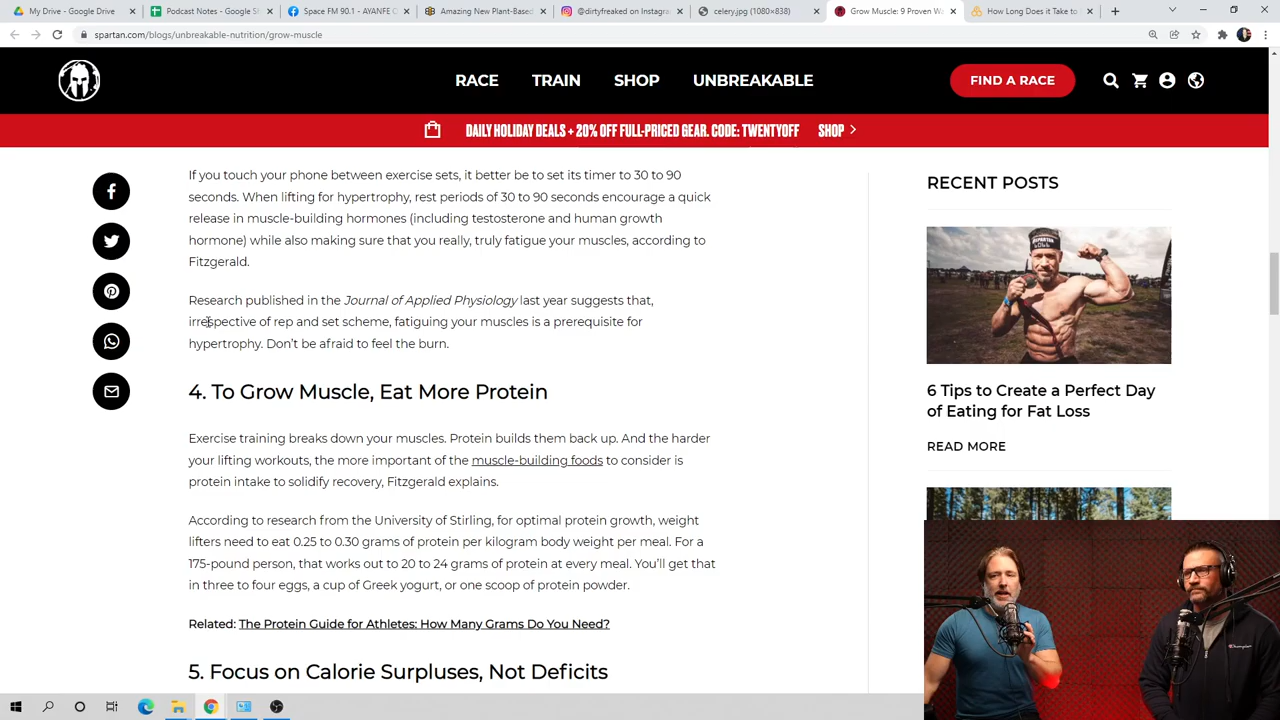 My Drive - Google Drive
Podcast Notes - Google Sh
Space FM 90.1 - AYANFE C
Amazing New Plant-Based
@dirtyfreaked on Instagram
celery.jpg (1080×838)
Grow Muscle: 9 Proven Wa
How Long Does it Take to
spartan.com/blogs/unbreakable-nutrition/grow-muscle
RACE
TRAIN
SHOP
UNBREAKABLE
FIND A RACE
DAILY HOLIDAY DEALS + 20% OFF FULL-PRICED GEAR. CODE: TWENTYOFF
SHOP
If you touch your phone between exercise sets, it better be to set its timer to 30 to 90
seconds. When lifting for hypertrophy, rest periods of 30 to 90 seconds encourage a quick
release in muscle-building hormones (including testosterone and human growth
hormone) while also making sure that you really, truly fatigue your muscles, according to
Fitzgerald.
Research published in the Journal of Applied Physiology last year suggests that,
irrespective of rep and set scheme, fatiguing your muscles is a prerequisite for
hypertrophy. Don't be afraid to feel the burn.
4. To Grow Muscle, Eat More Protein
Exercise training breaks down your muscles. Protein builds them back up. And the harder
your lifting workouts, the more important of the muscle-building foods to consider is
protein intake to solidify recovery, Fitzgerald explains.
According to research from the University of Stirling, for optimal protein growth, weight
lifters need to eat 0.25 to 0.30 grams of protein per kilogram body weight per meal. For a
175-pound person, that works out to 20 to 24 grams of protein at every meal. You'll get that
in three to four eggs, a cup of Greek yogurt, or one scoop of protein powder.
Related: The Protein Guide for Athletes: How Many Grams Do You Need?
5. Focus on Calorie Surpluses, Not Deficits
RECENT POSTS
6 Tips to Create a Perfect Day
of Eating for Fat Loss
READ MORE